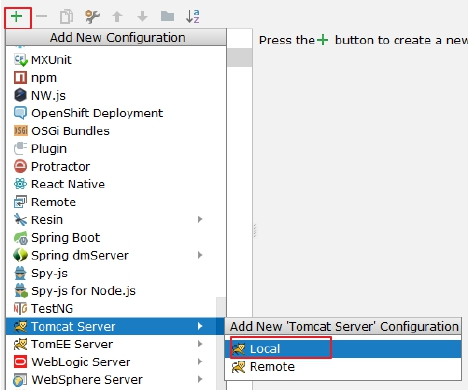 Add New Configuration
Press the + button to create a new
MXUnit
npm
NW.js
OpenShift Deployment
OSGi Bundles
Plugin
Protractor
React Native
Remote
Resin
Spring Boot
Spring dmServer
Spy-js
Spy-js for Node.js
TestNG
Tomcat Server
Add New 'Tomcat Server' Configuration
TomEE Server
Local
WebLogic Server
Remote
WebSphere Server